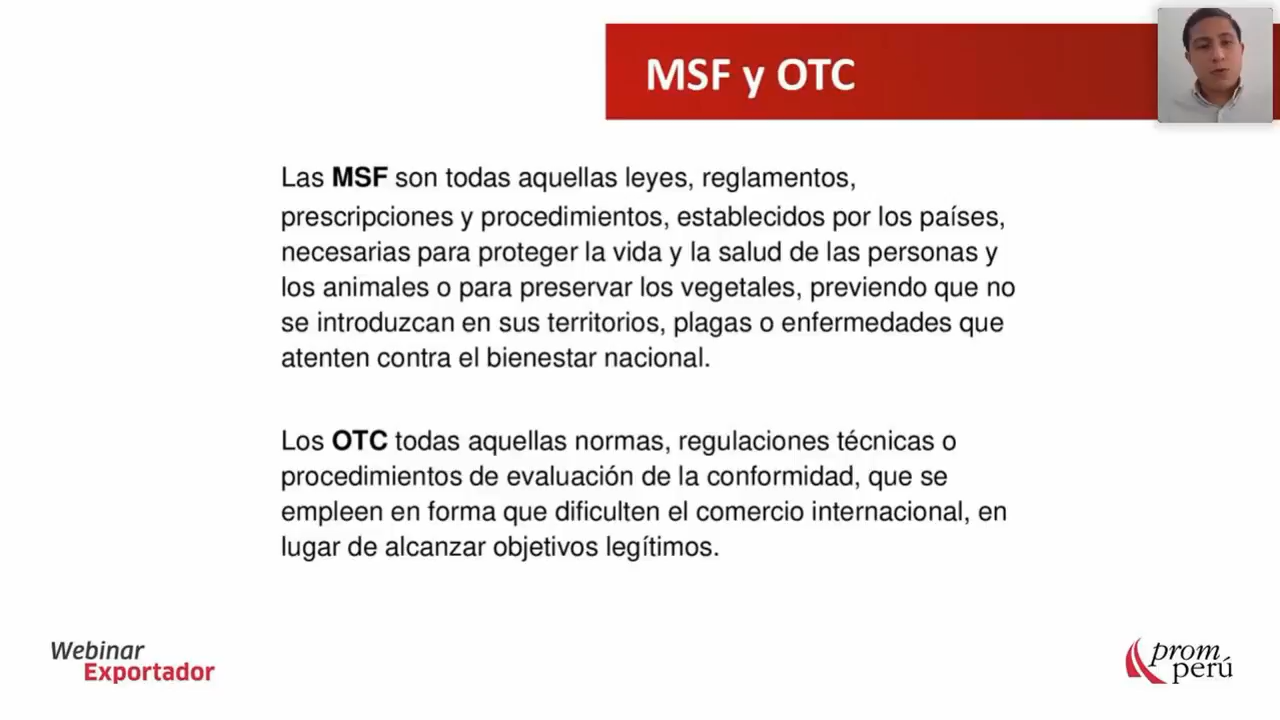 MSF y OTC
Las MSF son todas aquellas leyes, reglamentos,
prescripciones y procedimientos, establecidos por los países,
necesarias para proteger la vida y la salud de las personas y
los animales o para preservar los vegetales, previendo que no
se introduzcan en sus territorios, plagas o enfermedades que
atenten contra el bienestar nacional.
Los OTC todas aquellas normas, regulaciones técnicas o
procedimientos de evaluación de la conformidad, que se
empleen en forma que dificulten el comercio internacional, en
lugar de alcanzar objetivos legítimos.
Webinar
Exportador
prom
perú